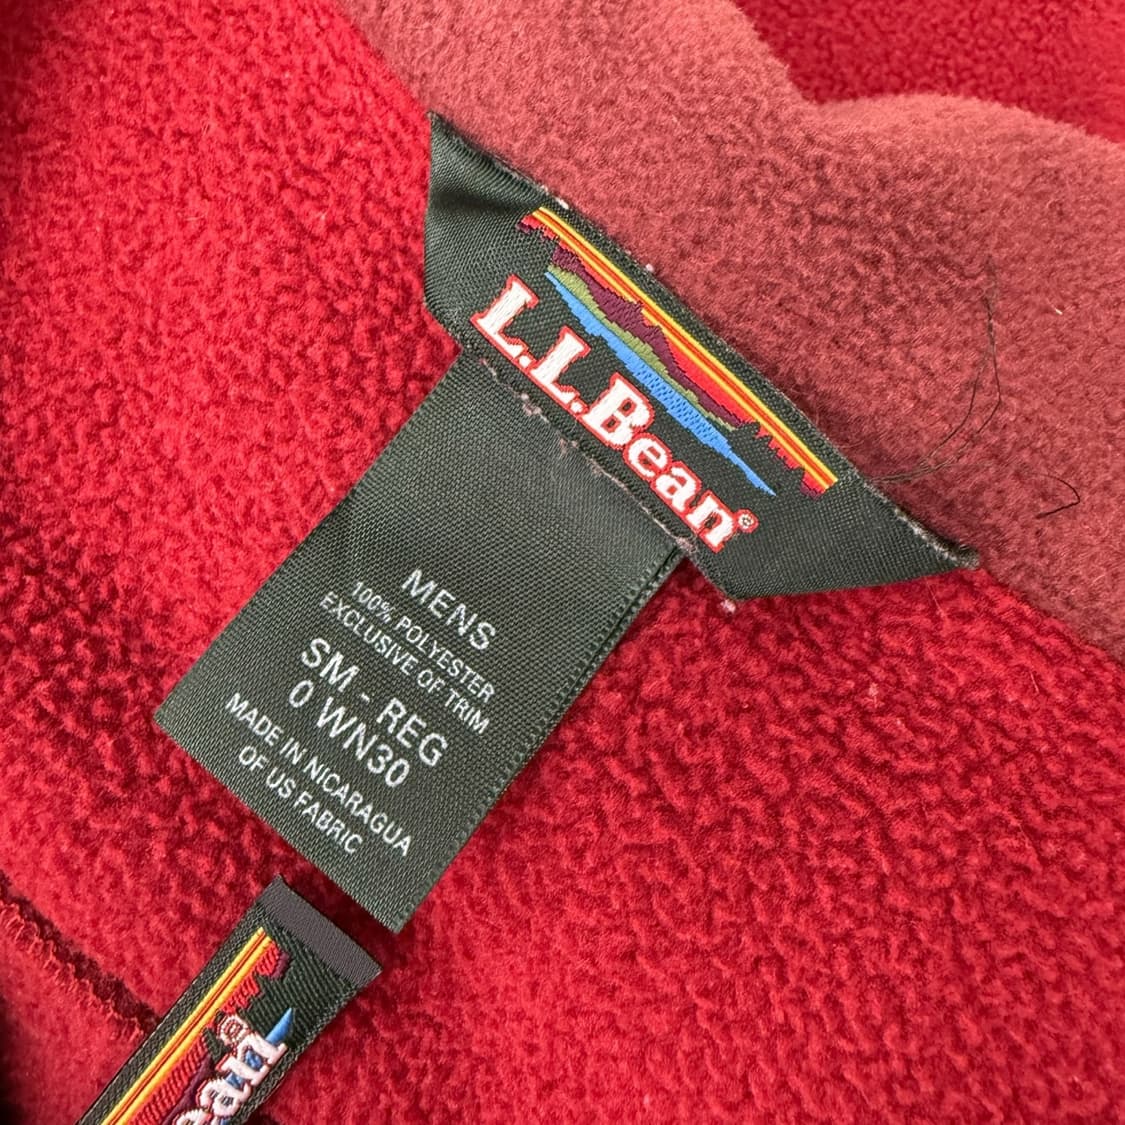 L.L.Bean®
MENS
100% POLYESTER
EXCLUSIVE OF TRIM
SM - REG
0 WN30
MADE IN NICARAGUA
OF US FABRIC